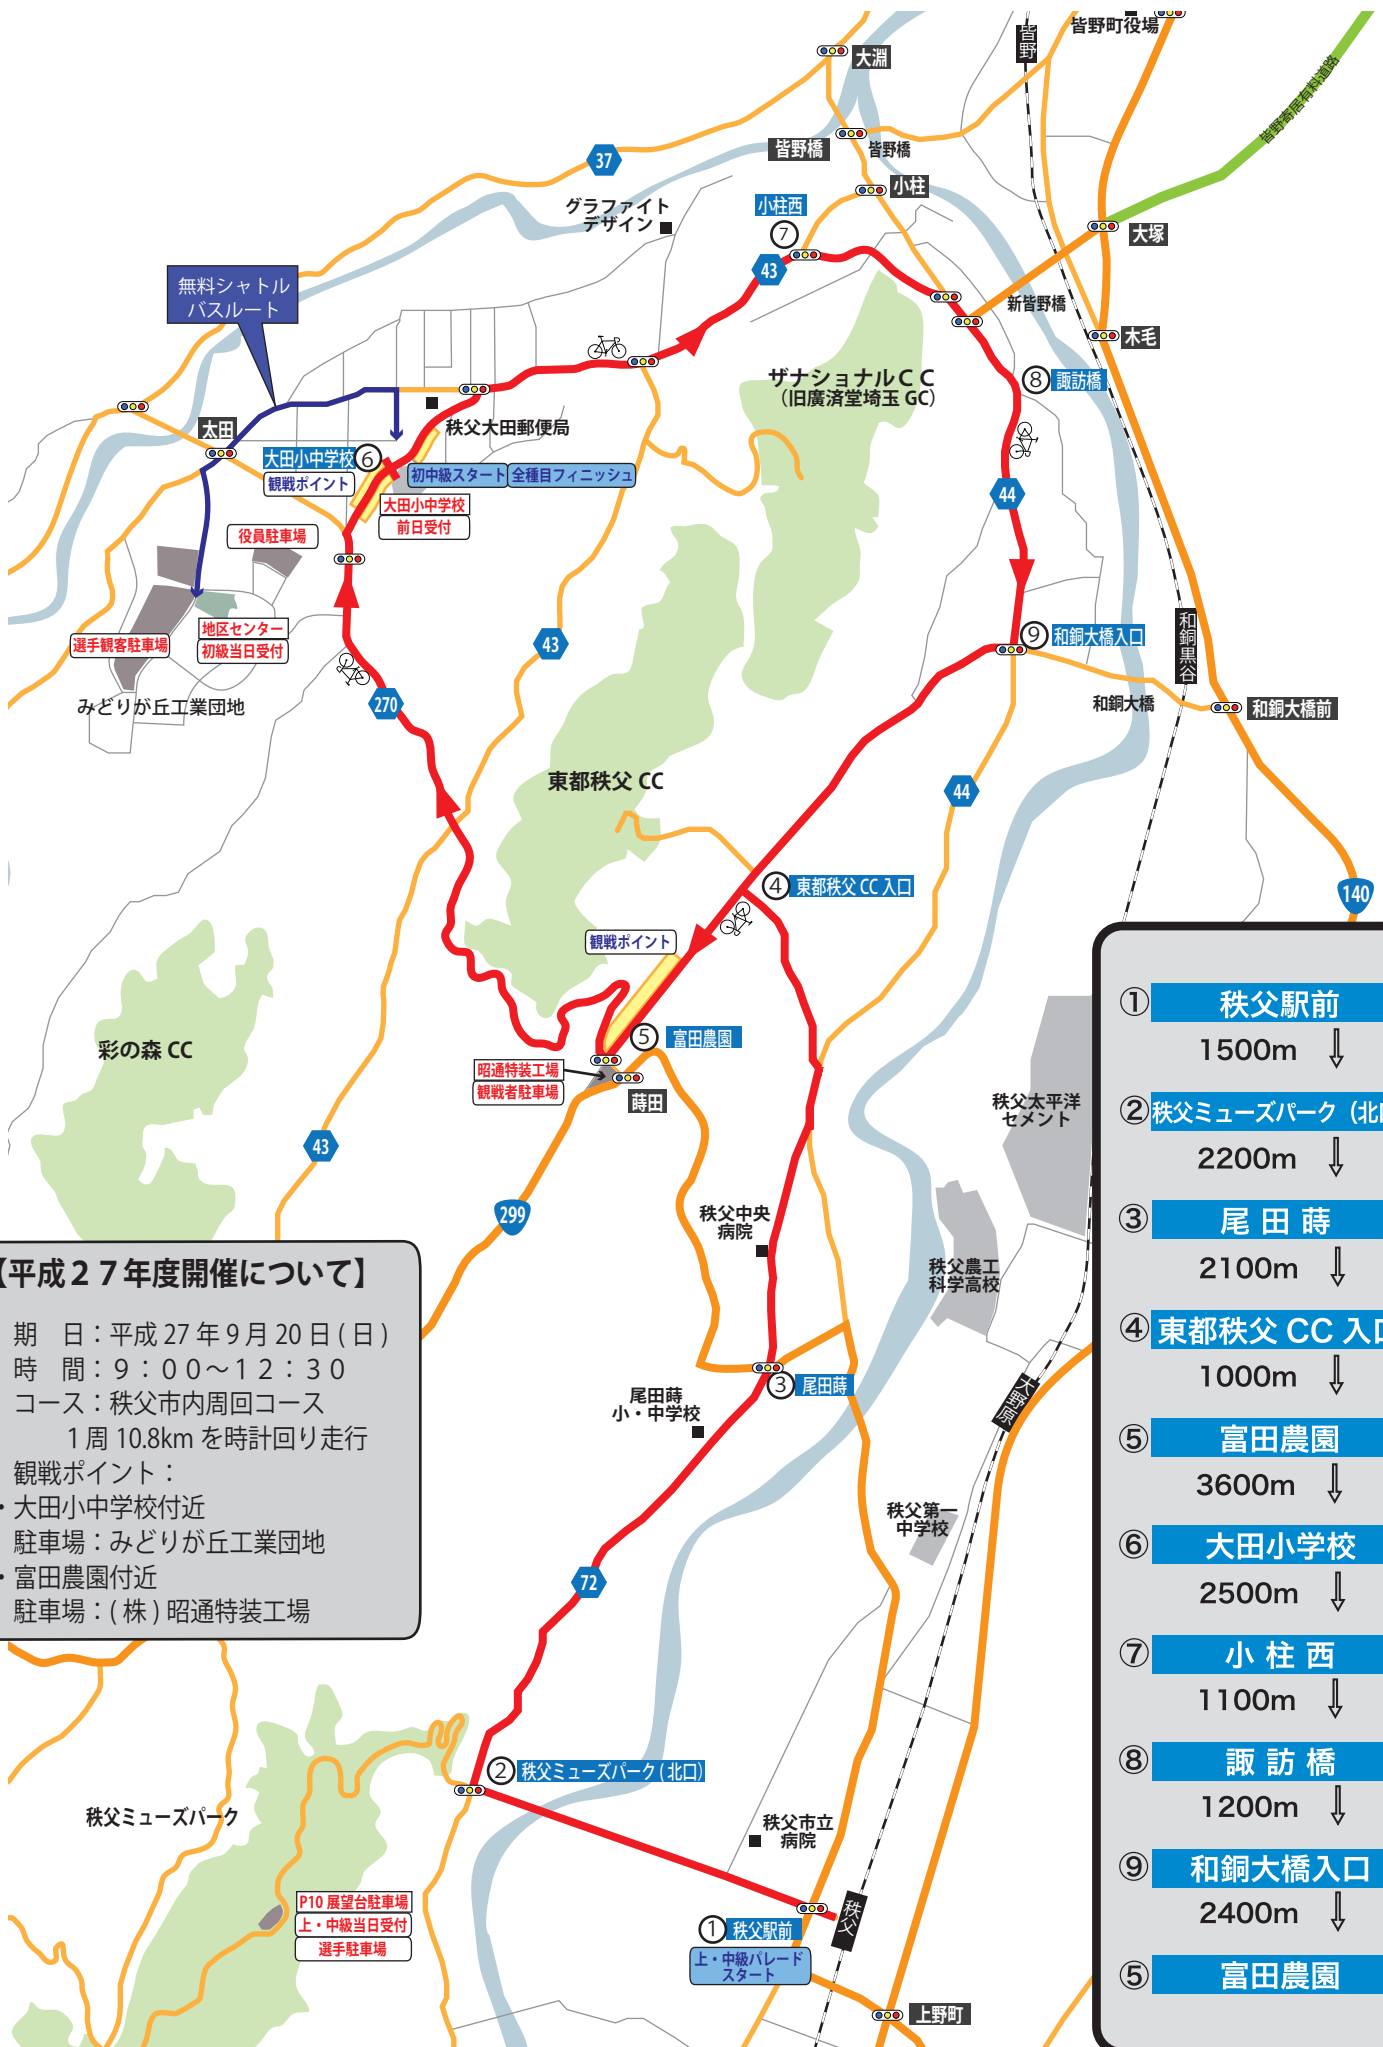 大淵
皆野
皆野町役場
皆野寄居有料道路
皆野橋
皆野橋
小柱
37
グラファイト
デザイン
小柱西
⑦
大塚
43
無料シャトル
バスルート
新皆野橋
木毛
ザナショナルＣＣ
（旧廣済堂埼玉 GC）
⑧
諏訪橋
太田
秩父大田郵便局
大田小中学校
⑥
観戦ポイント
初中級スタート
全種目フィニッシュ
大田小中学校
前日受付
44
役員駐車場
地区センター
初級当日受付
選手観客駐車場
みどりが丘工業団地
43
⑨
和銅大橋入口
和銅黒谷
270
和銅大橋
和銅大橋前
東都秩父 CC
44
④
東都秩父 CC 入口
140
観戦ポイント
⑤
富田農園
彩の森 CC
昭通特装工場
観戦者駐車場
蒔田
秩父太平洋
セメント
43
299
秩父中央
病院
秩父農工
科学高校
③
尾田蒔
尾田蒔
小・中学校
大野原
秩父第一
中学校
72
②
秩父ミューズパーク ( 北口 )
秩父ミューズパーク
秩父市立
病院
P10 展望台駐車場
上・中級当日受付
選手駐車場
①
秩父駅前
秩父
上・中級パレード
スタート
上野町
【平成２７年度開催について】
期　日：平成 27 年 9 月 20 日 ( 日 )
時　間：９：００～１２：３０
コース：秩父市内周回コース
１周 10.8km を時計回り走行
観戦ポイント：
・大田小中学校付近
駐車場：みどりが丘工業団地
・富田農園付近
駐車場：( 株 ) 昭通特装工場
① 秩父駅前
1500m ⇩
② 秩父ミューズパーク（北口
2200m ⇩
③ 尾 田 蒔
2100m ⇩
④ 東都秩父 CC 入口
1000m ⇩
⑤ 富田農園
3600m ⇩
⑥ 大田小学校
2500m ⇩
⑦ 小 柱 西
1100m ⇩
⑧ 諏 訪 橋
1200m ⇩
⑨ 和銅大橋入口
2400m ⇩
⑤ 富田農園